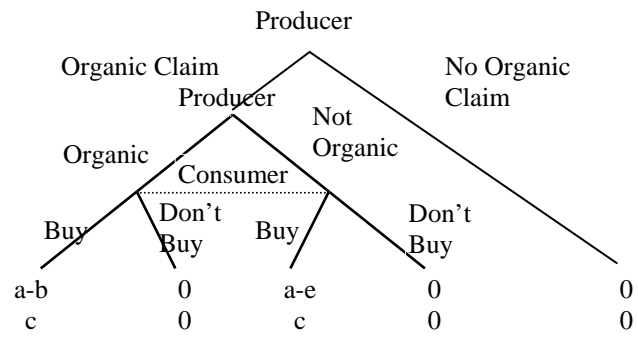 Producer
Organic Claim
No Organic
Claim
Producer
Not
Organic
Organic
Consumer
Buy
Don't
Buy
Buy
Don't
Buy
a-b 0 a-e 0 0
c 0 c 0 0